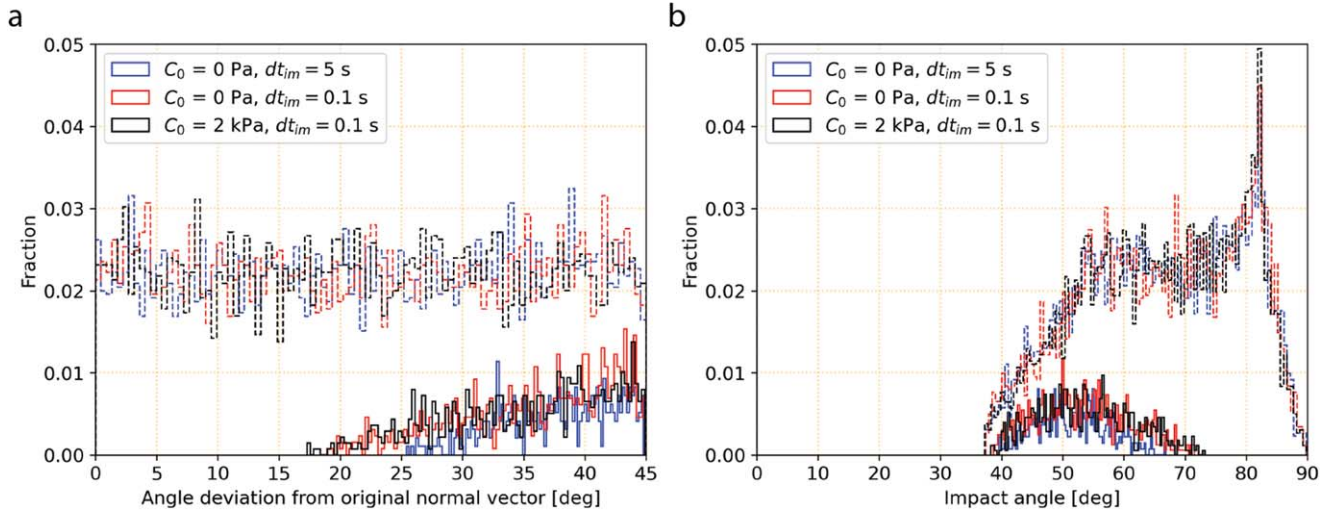 a
0.05
0.04
0.03
0.02
0.01
0.00
Fraction
C₀ = 0 Pa, dtᵢₘ = 5 s
C₀ = 0 Pa, dtᵢₘ = 0.1 s
C₀ = 2 kPa, dtᵢₘ = 0.1 s
0 5 10 15 20 25 30 35 40 45
Angle deviation from original normal vector [deg]
b
0.05
0.04
0.03
0.02
0.01
0.00
Fraction
C₀ = 0 Pa, dtᵢₘ = 5 s
C₀ = 0 Pa, dtᵢₘ = 0.1 s
C₀ = 2 kPa, dtᵢₘ = 0.1 s
0 10 20 30 40 50 60 70 80 90
Impact angle [deg]